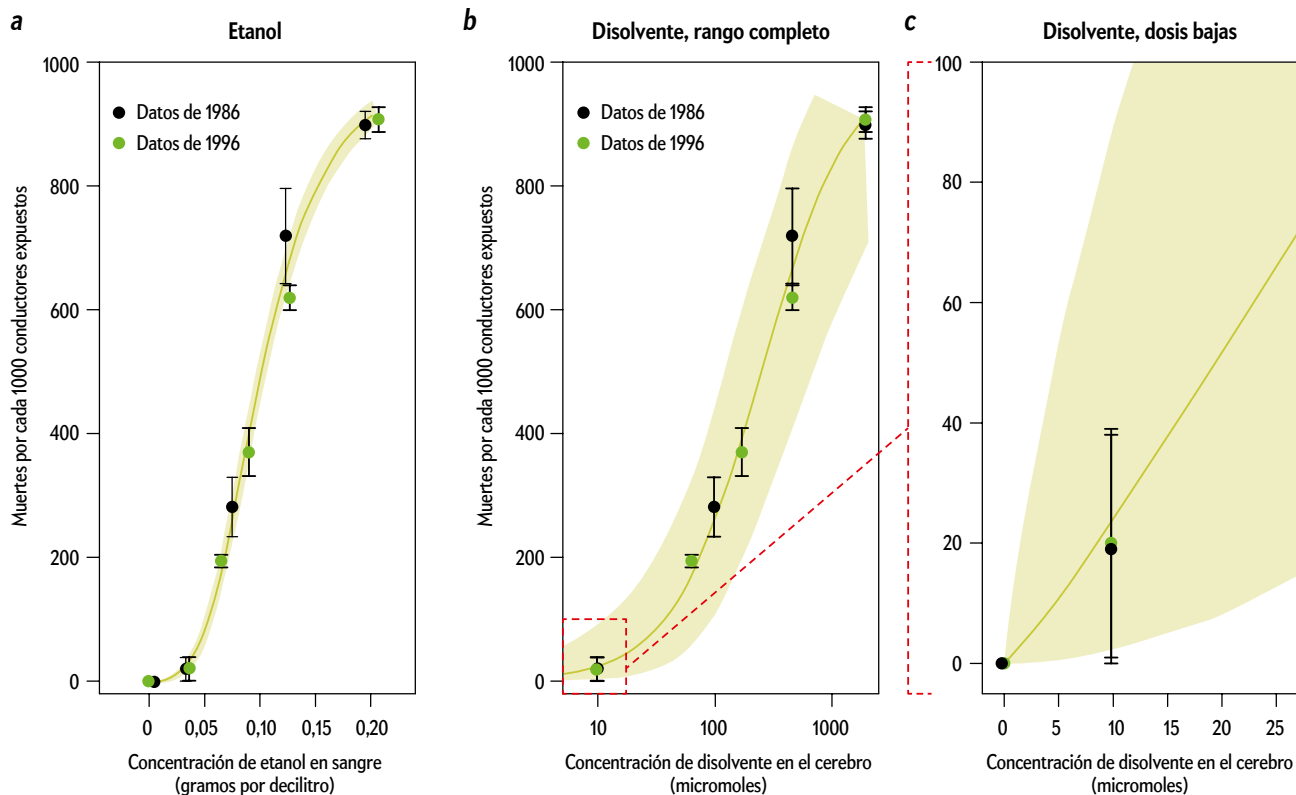 a
Etanol
1000
800
600
400
200
0
Muertes por cada 1000 conductores expuestos
Datos de 1986
Datos de 1996
0
0,05
0,10
0,15
0,20
Concentración de etanol en sangre
(gramos por decilitro)
b
Disolvente, rango completo
1000
800
600
400
200
0
Muertes por cada 1000 conductores expuestos
Datos de 1986
Datos de 1996
10
100
1000
Concentración de disolvente en el cerebro
(micromoles)
c
Disolvente, dosis bajas
100
80
60
40
20
0
0
5
10
15
20
25
Concentración de disolvente en el cerebro
(micromoles)